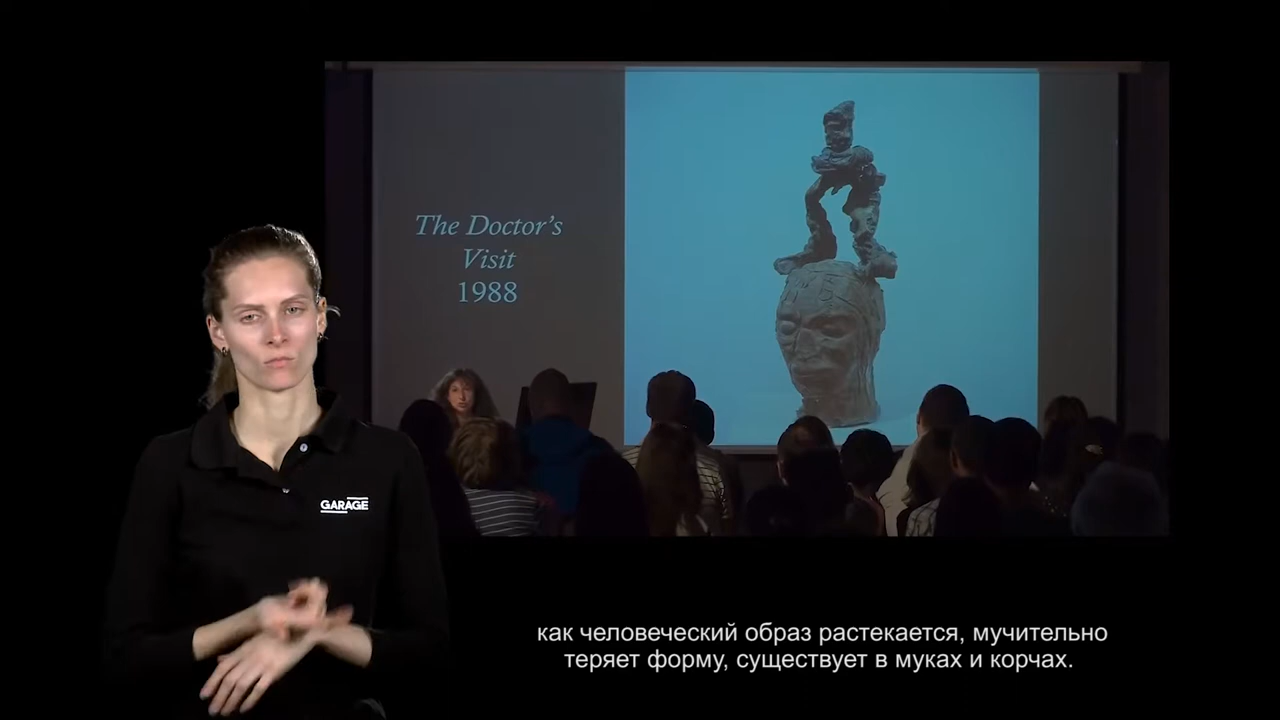 The Doctor's
Visit
1988
GARAGE
как человеческий образ растекается, мучительно
теряет форму, существует в муках и корчах.